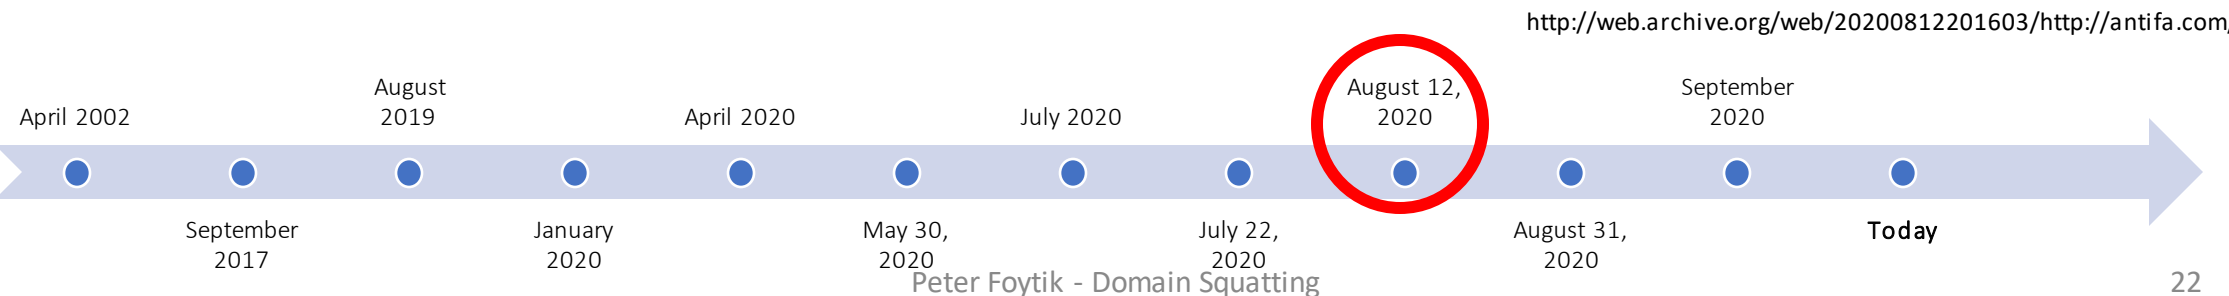 http://web.archive.org/web/20200812201603/http://antifa.com/
April 2002
September
2017
August
2019
January
2020
April 2020
May 30,
2020
July 2020
July 22,
2020
August 12,
2020
August 31,
2020
September
2020
Today
Peter Foytik - Domain Squatting
22